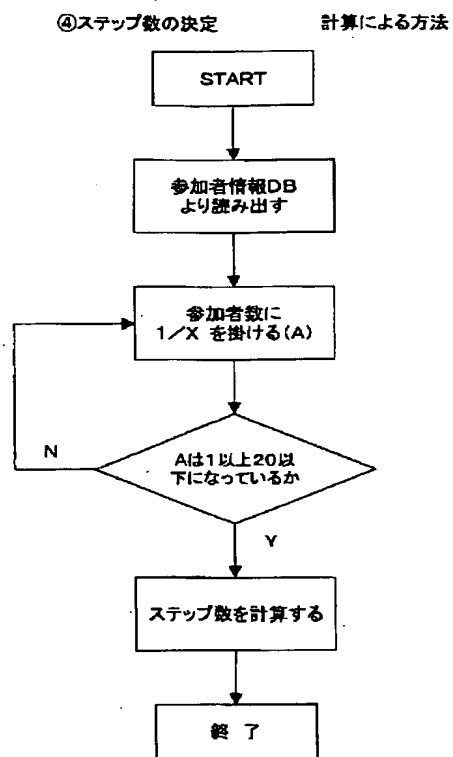 ④ステップ数の決定 計算による方法
START
参加者情報DB
より読み出す
参加者数に
1/X を掛ける(A)
N
Aは1以上20以
下になっているか
Y
ステップ数を計算する
終 了